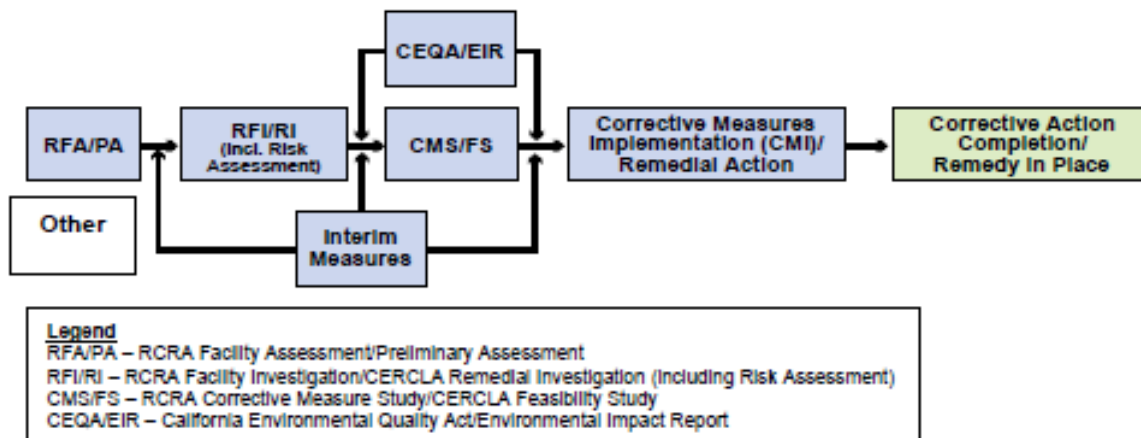 CEQA/EIR
RFA/PA
RFI/RI
(Incl. Risk
Assessment)
CMS/FS
Corrective Measures
Implementation (CMI)/
Remedial Action
Corrective Action
Completion/
Remedy In Place
Other
Interim
Measures
Legend
RFA/PA – RCRA Facility Assessment/Preliminary Assessment
RFI/RI – RCRA Facility Investigation/CERCLA Remedial Investigation (Including Risk Assessment)
CMS/FS – RCRA Corrective Measure Study/CERCLA Feasibility Study
CEQA/EIR – California Environmental Quality Act/Environmental Impact Report